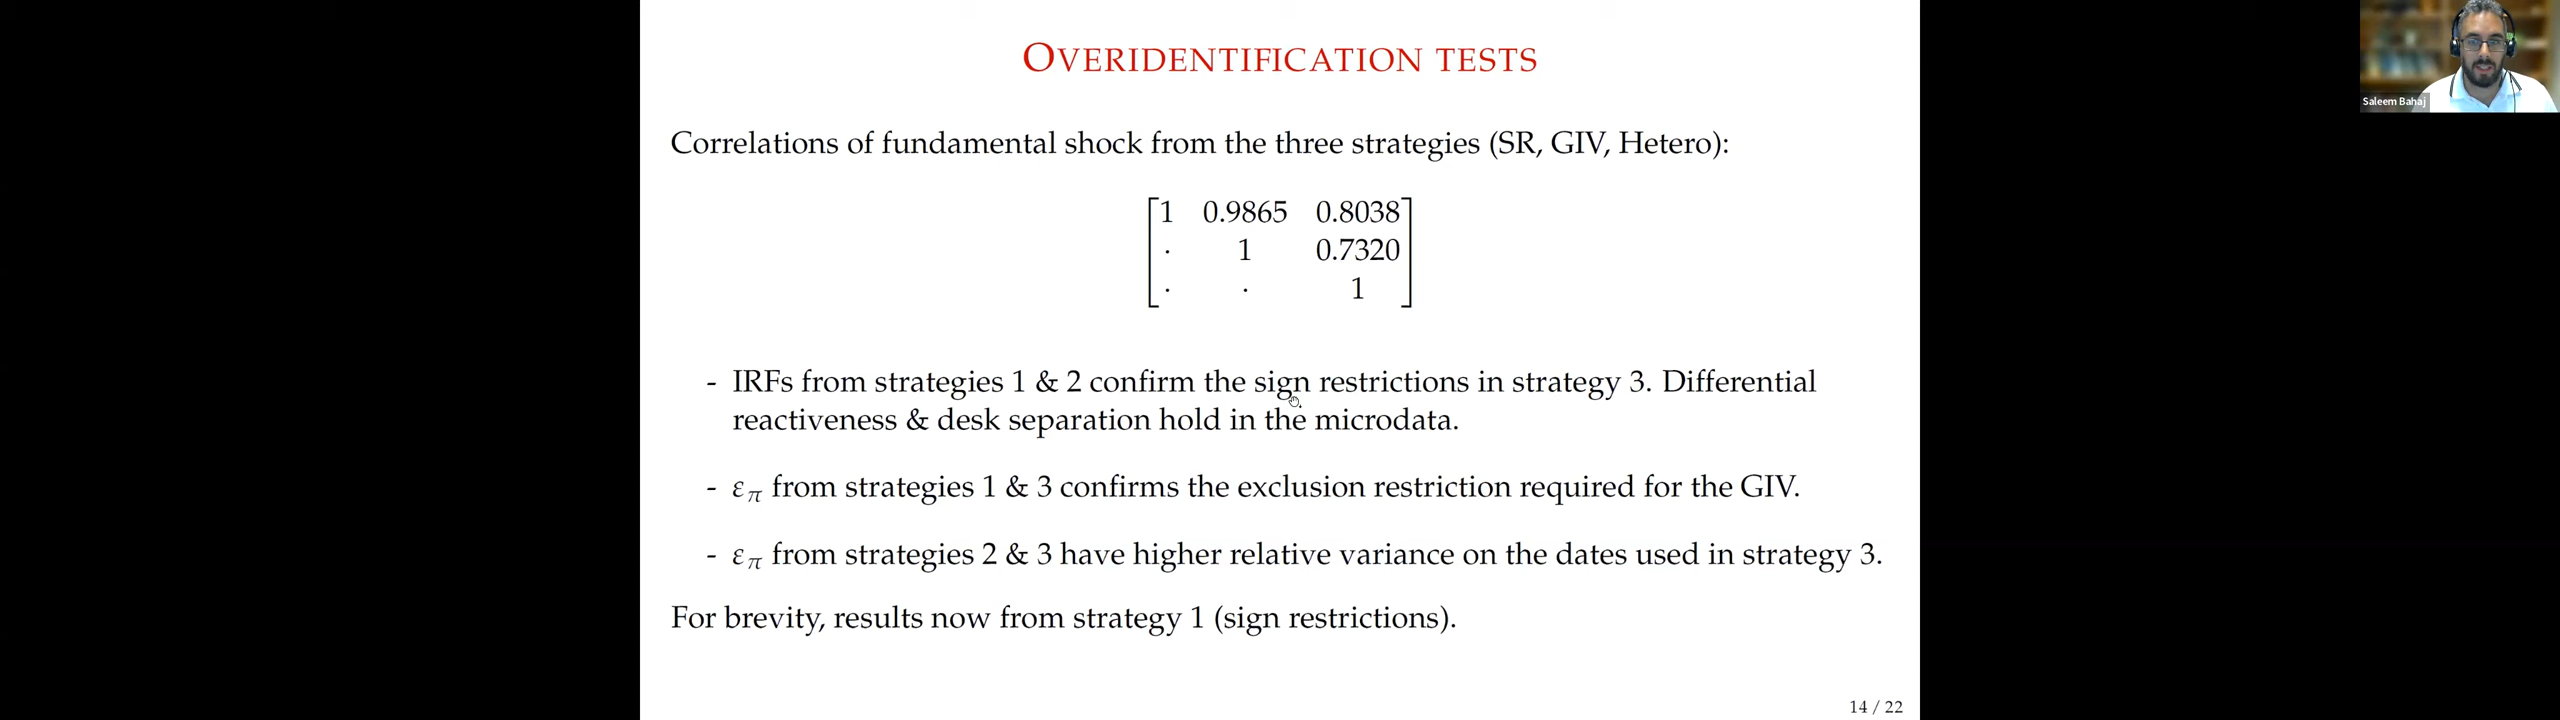 OVERIDENTIFICATION TESTS
Correlations of fundamental shock from the three strategies (SR, GIV, Hetero):
1 0.9865 0.8038
· 1 0.7320
· · 1
- IRFs from strategies 1 & 2 confirm the sign restrictions in strategy 3. Differential
reactiveness & desk separation hold in the microdata.
- επ from strategies 1 & 3 confirms the exclusion restriction required for the GIV.
- επ from strategies 2 & 3 have higher relative variance on the dates used in strategy 3.
For brevity, results now from strategy 1 (sign restrictions).
14 / 22
Saleem Bahaj